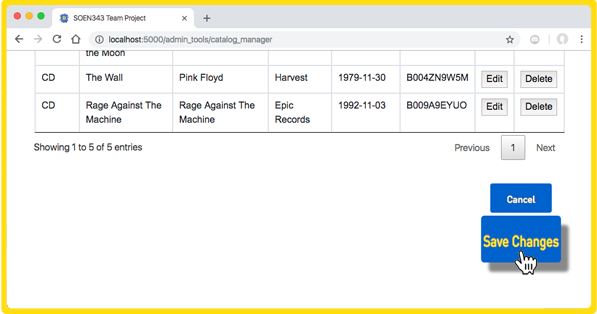 SOEN343 Team Project
localhost:5000/admin_tools/catalog_manager
the Moon
CD The Wall Pink Floyd Harvest 1979-11-30 B004ZN9W5M Edit Delete
CD Rage Against The Rage Against The Epic 1992-11-03 B009A9EYUO Edit Delete
Machine Machine Records
Showing 1 to 5 of 5 entries Previous 1 Next
Cancel
Save Changes